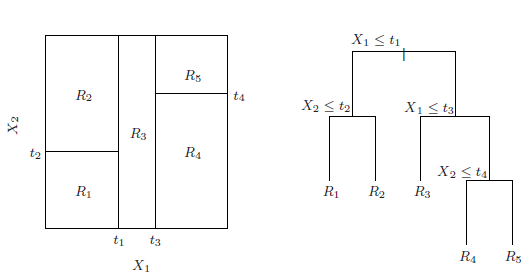 R₂
R₅
t₄
X₂
R₃
t₂
R₄
R₁
t₁
t₃
X₁
X₁ ≤ t₁
X₂ ≤ t₂
X₁ ≤ t₃
X₂ ≤ t₄
R₁
R₂
R₃
R₄
R₅